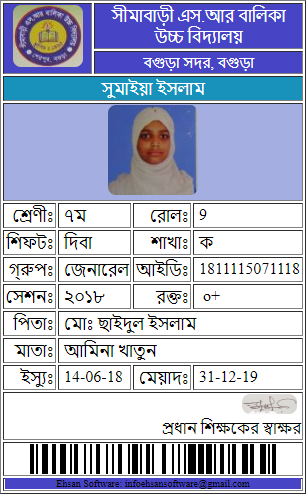 সীমাবাড়ী এস.আর বালিকা
উচ্চ বিদ্যালয়
বগুড়া সদর, বগুড়া
সুমাইয়া ইসলাম
শ্রেণীঃ ৭ম রোলঃ 9
শিফটঃ দিবা শাখাঃ ক
গ্রুপঃ জেনারেল আইডিঃ 1811115071118
সেশনঃ ২০১৮ রক্তঃ o+
পিতাঃ মোঃ ছাইদুল ইসলাম
মাতাঃ আমিনা খাতুন
ইস্যুঃ 14-06-18 মেয়াদঃ 31-12-19
প্রধান শিক্ষকের স্বাক্ষর
Ehsan Software: infoehsansoftware@gmail.com